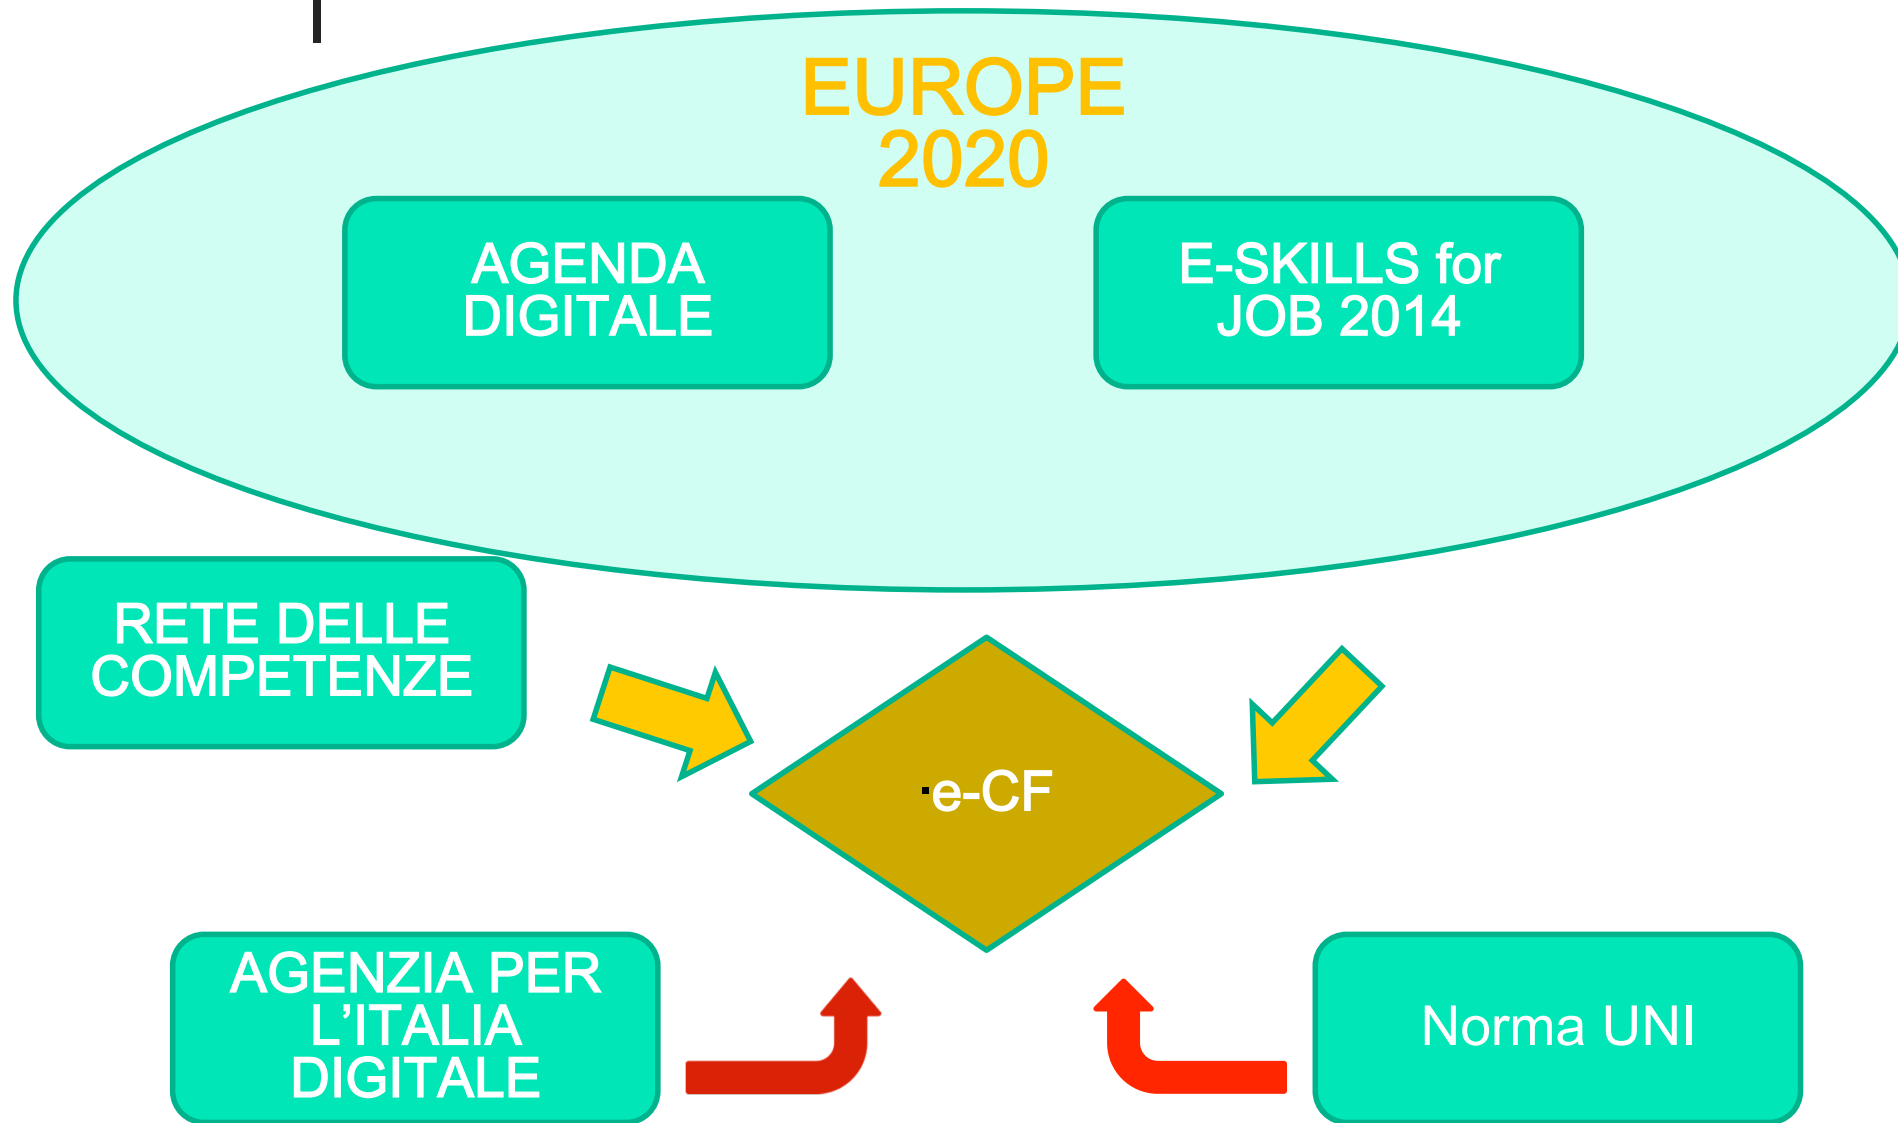 EUROPE
2020
AGENDA
DIGITALE
E-SKILLS for
JOB 2014
RETE DELLE
COMPETENZE
e-CF
AGENZIA PER
L’ITALIA
DIGITALE
Norma UNI